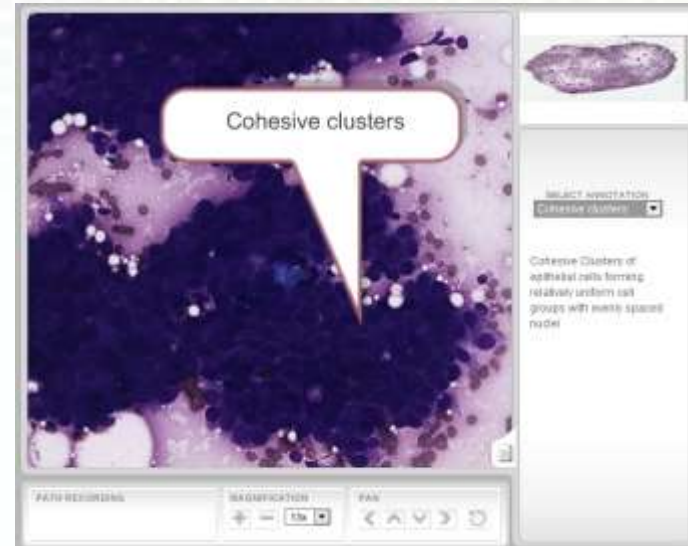 Cohesive clusters
SELECT ANNOTATION
Cohesive clusters
Cohesive Clusters of
epithelial cells forming
relatively uniform cell
groups with evenly spaced
nuclei
PATH RECORDING
MAGNIFICATION
PAN